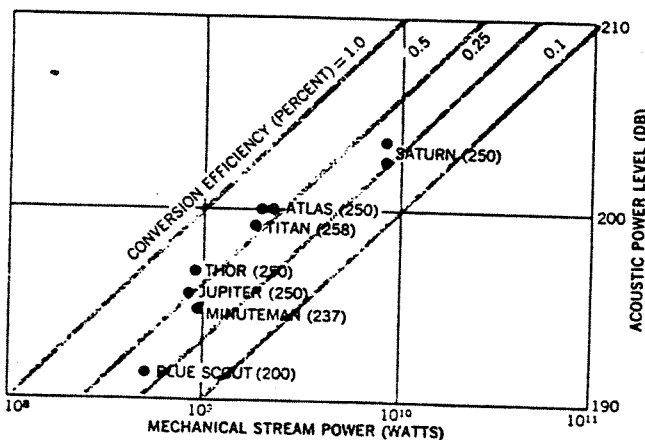 210
0.5
0.25
0.1
CONVERSION EFFICIENCY (PERCENT) = 1.0
SATURN (250)
ATLAS (250)
200
TITAN (258)
THOR (250)
JUPITER (250)
MINUTEMAN (237)
BLUE SCOUT (200)
190
10⁸
10⁹
10¹⁰
10¹¹
MECHANICAL STREAM POWER (WATTS)
ACOUSTIC POWER LEVEL (DB)